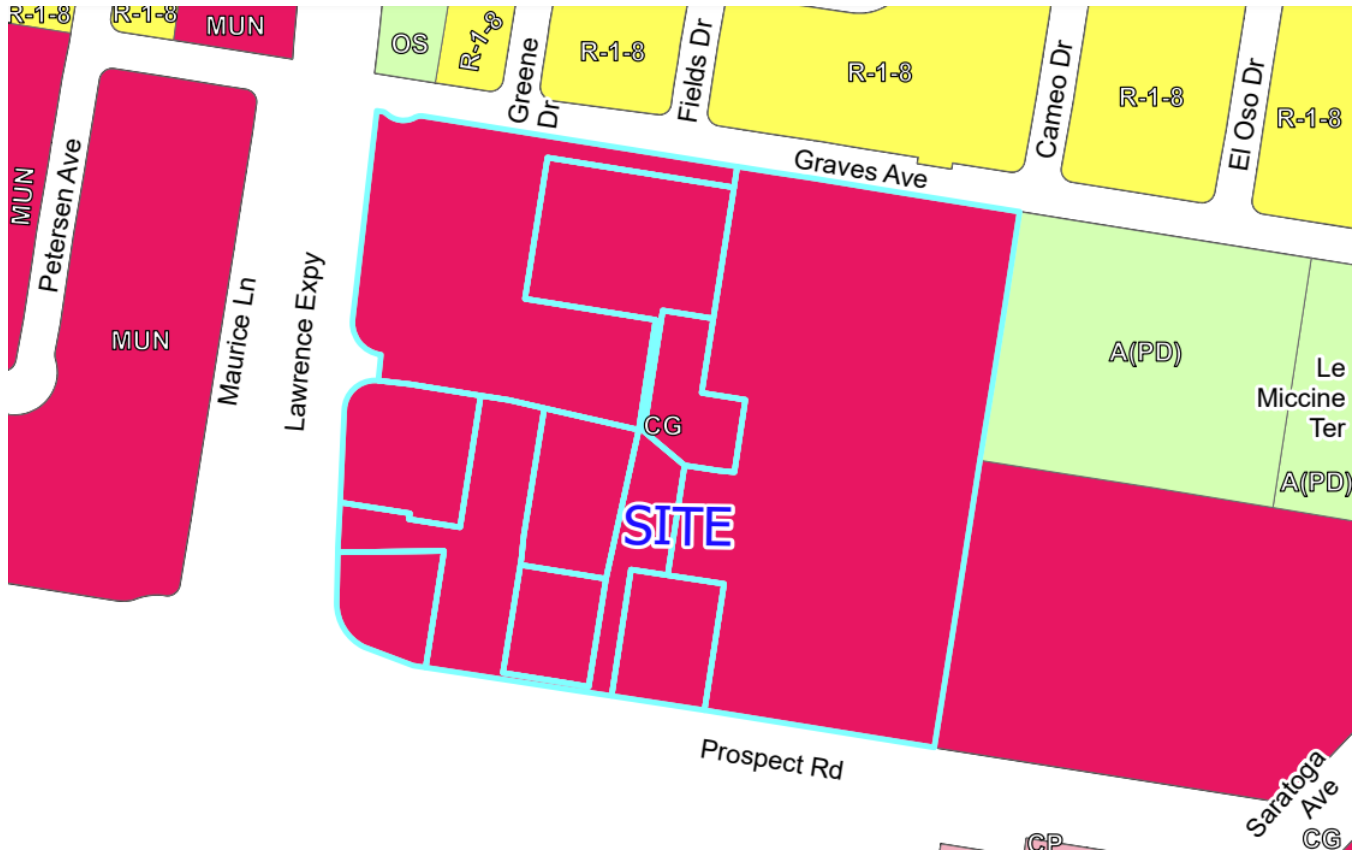 R-1-8
R-1-8
MUN
OS
R-1-8
Greene
Dr
R-1-8
Fields Dr
R-1-8
Cameo Dr
R-1-8
El Oso Dr
R-1-8
Graves Ave
Petersen Ave
MUN
MUN
Maurice Ln
Lawrence Expy
A(PD)
Le
Miccine
Ter
A(PD)
CG
SITE
Prospect Rd
Saratoga
Ave
CP
CG